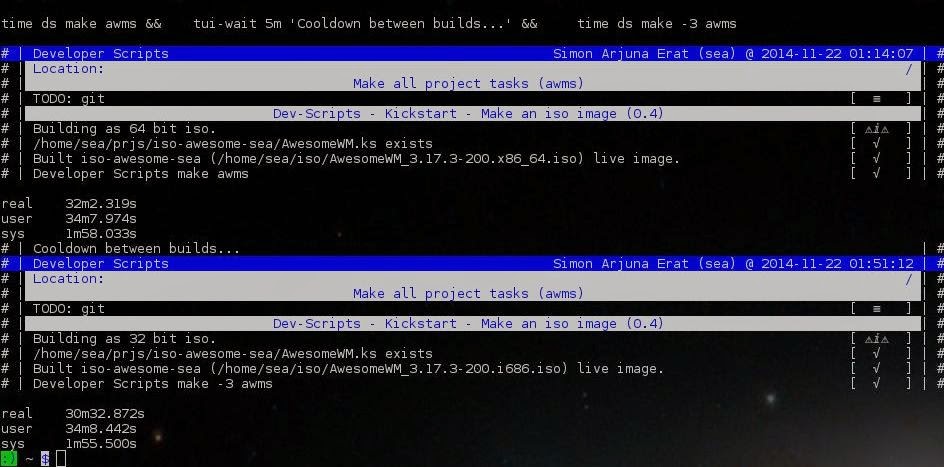 time ds make awms &&    tui-wait 5m 'Cooldown between builds...' &&     time ds make -3 awms
# | Developer Scripts Simon Arjuna Erat (sea) @ 2014-11-22 01:14:07 | #
# | Location: / | #
# | Make all project tasks (awms) | #
# | TODO: git [ ≡ ] | #
# | Dev-Scripts - Kickstart - Make an iso image (0.4) | #
# | Building as 64 bit iso. [ ⚠i⚠ ] | #
# | /home/sea/prjs/iso-awesome-sea/AwesomeWM.ks exists [ √ ] | #
# | Built iso-awesome-sea (/home/sea/iso/AwesomeWM_3.17.3-200.x86_64.iso) live image. [ √ ] | #
# | Developer Scripts make awms [ √ ] | #
real 32m2.319s
user 34m7.974s
sys 1m58.033s
# | Cooldown between builds... | #
# | Developer Scripts Simon Arjuna Erat (sea) @ 2014-11-22 01:51:12 | #
# | Location: / | #
# | Make all project tasks (awms) | #
# | TODO: git [ ≡ ] | #
# | Dev-Scripts - Kickstart - Make an iso image (0.4) | #
# | Building as 32 bit iso. [ ⚠i⚠ ] | #
# | /home/sea/prjs/iso-awesome-sea/AwesomeWM.ks exists [ √ ] | #
# | Built iso-awesome-sea (/home/sea/iso/AwesomeWM_3.17.3-200.i686.iso) live image. [ √ ] | #
# | Developer Scripts make -3 awms [ √ ] | #
real 30m32.872s
user 34m8.442s
sys 1m55.500s
:) ~ $